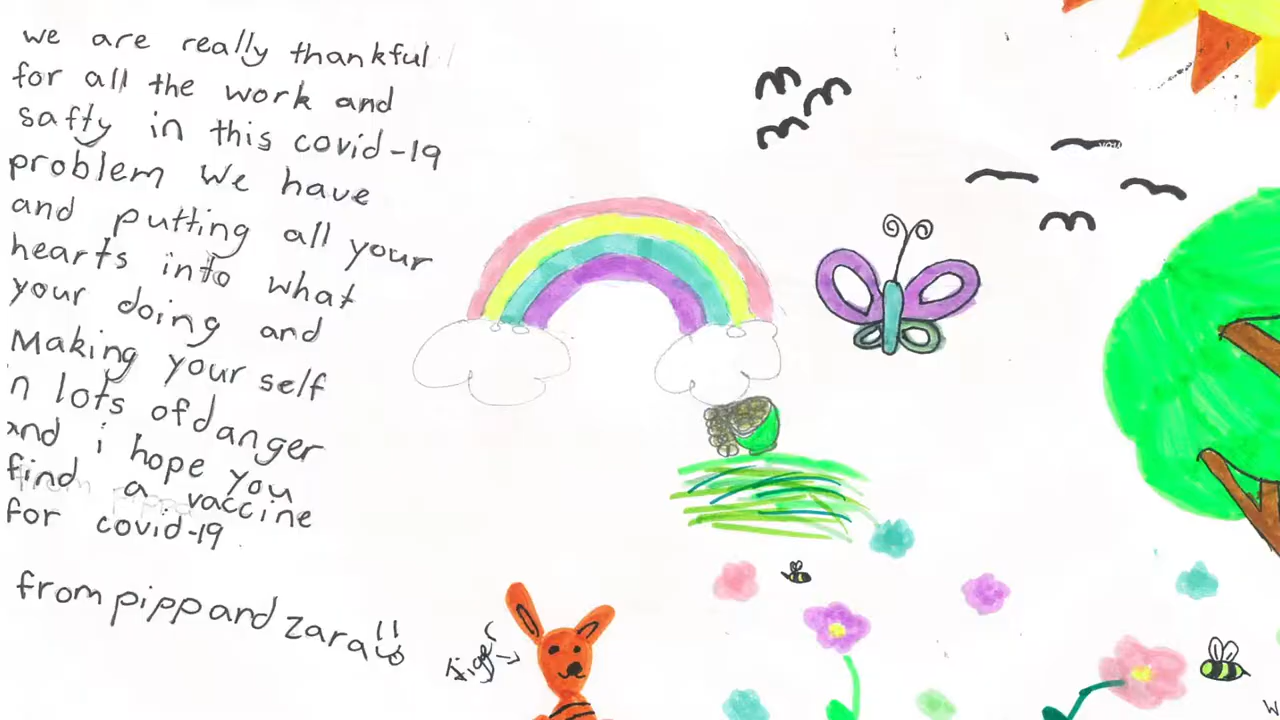 we are really thankful
for all the work and
safty in this covid-19
problem we have
and putting all your
hearts into what
your doing and
Making your self
in lots of danger
and i hope you
find a vaccine
for covid-19
from pipp and zara
tigger